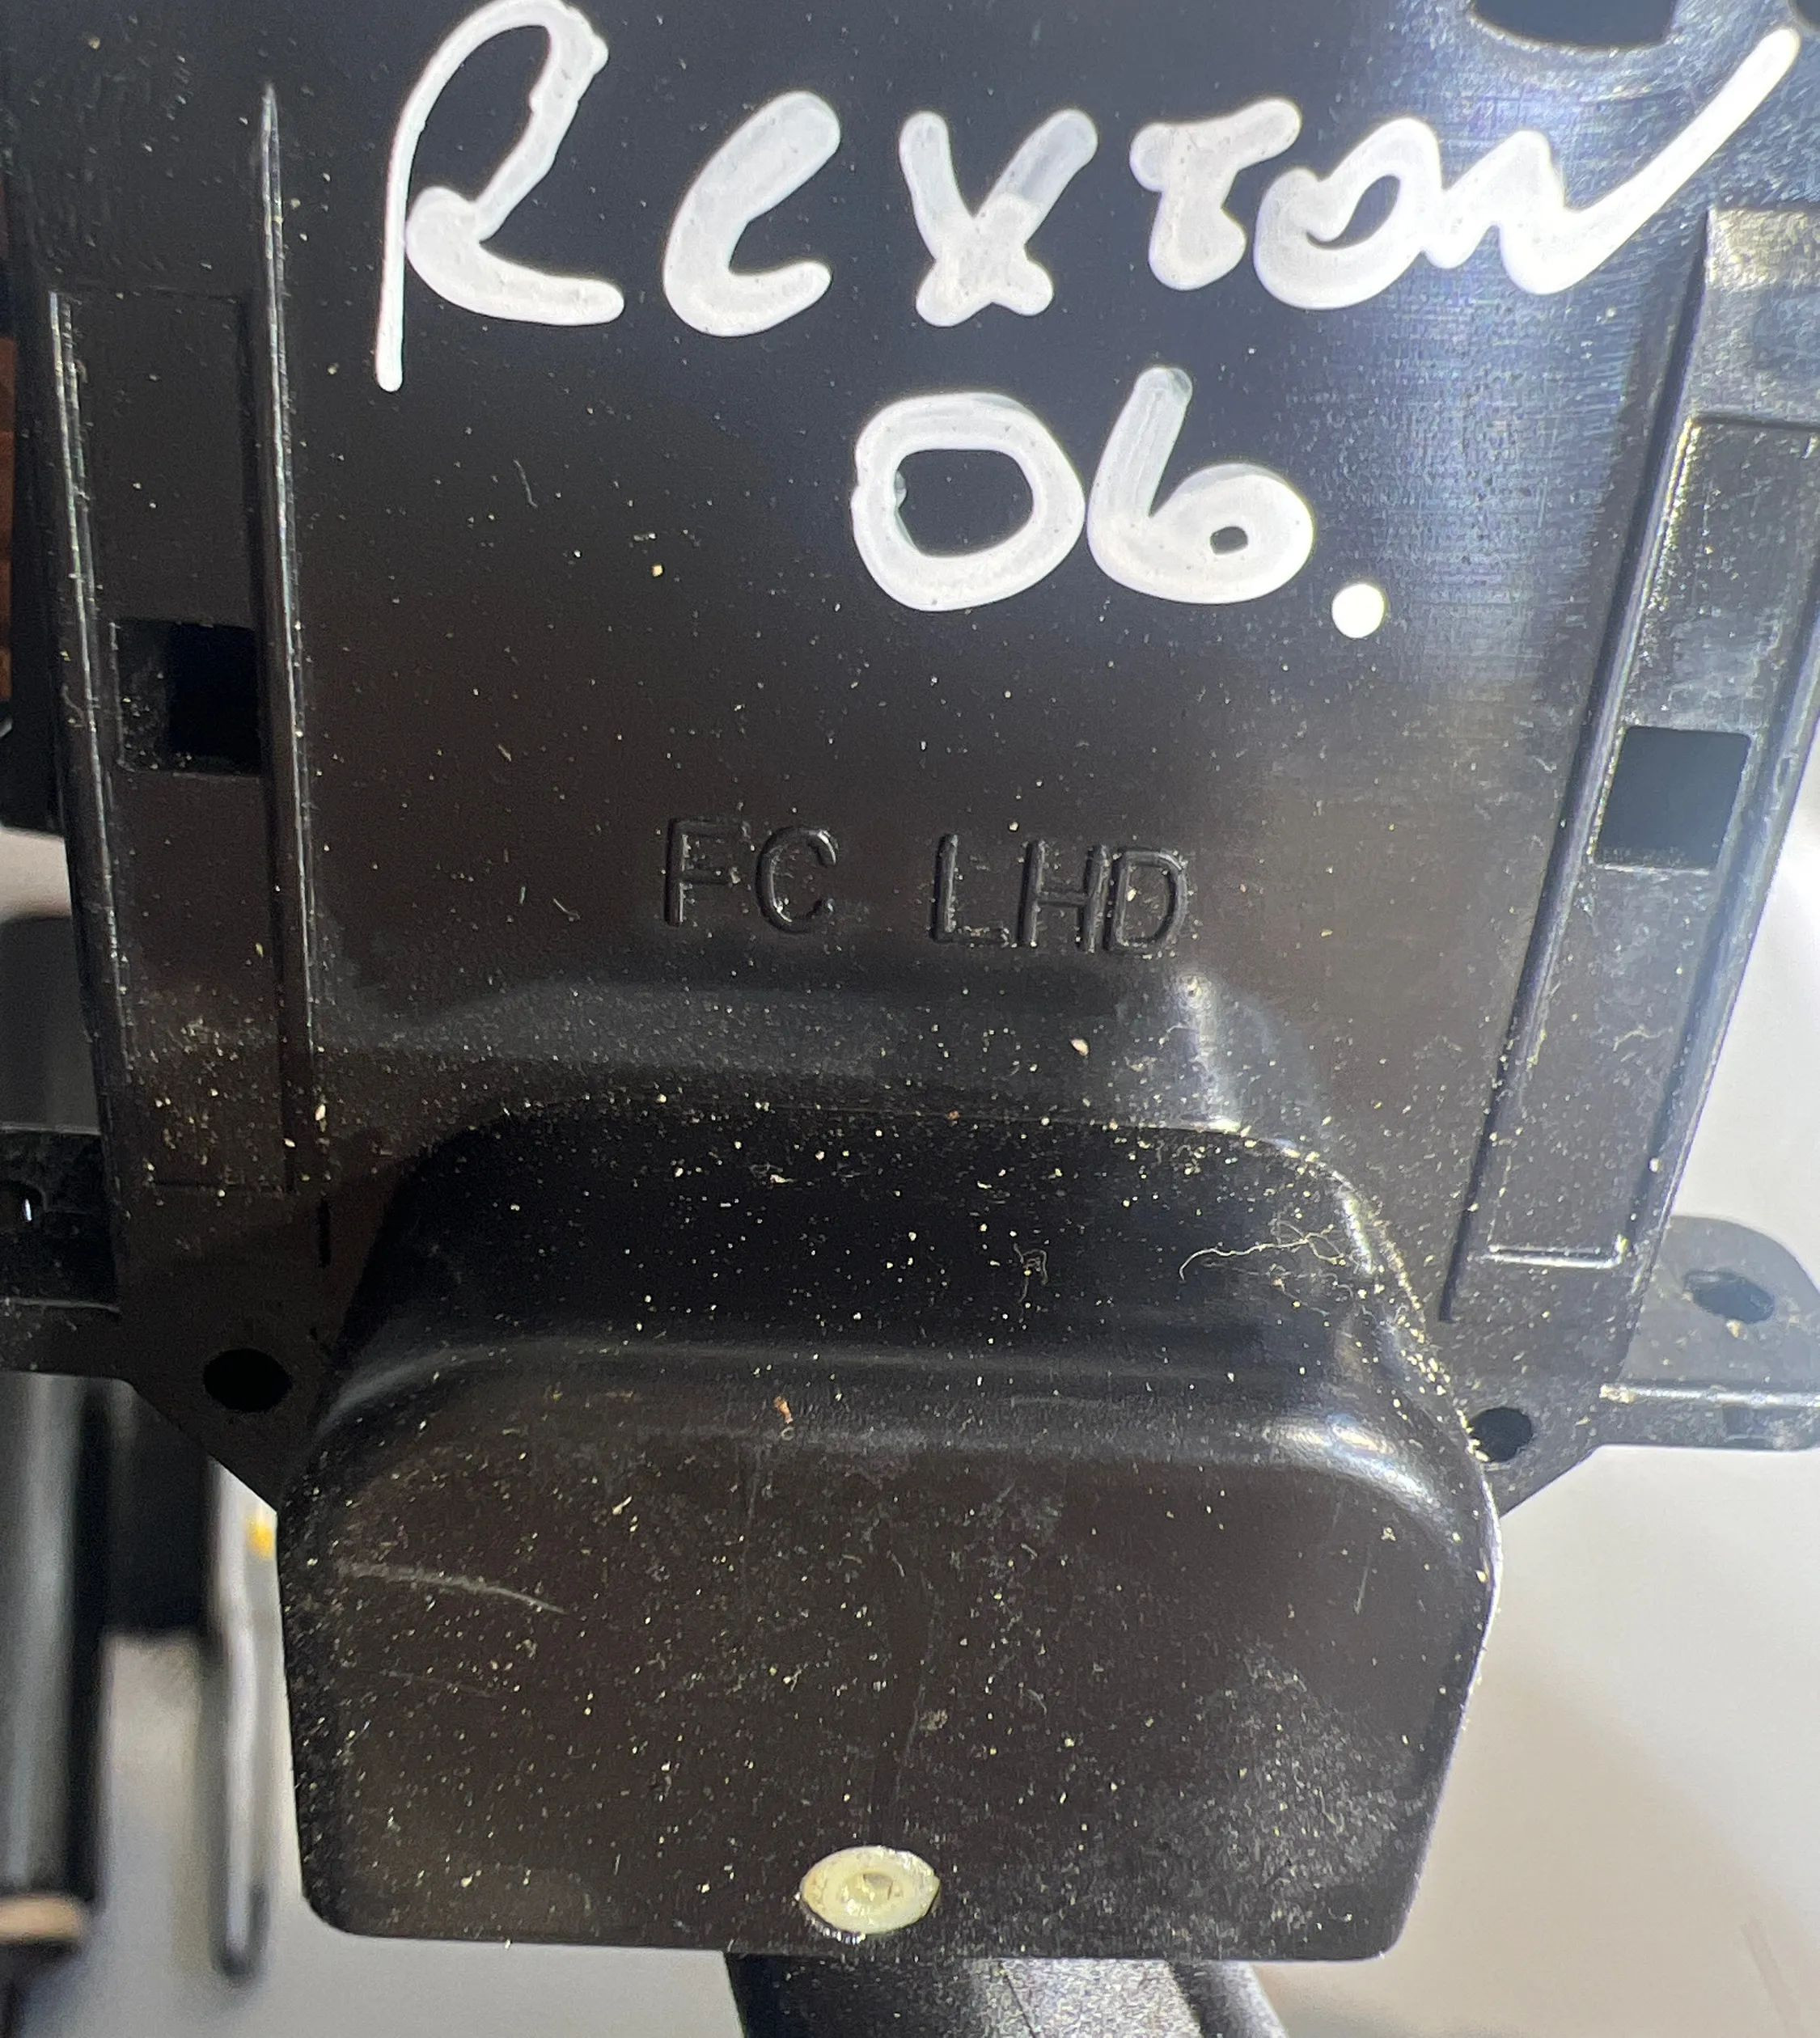 REXTON
06.
FC LHD